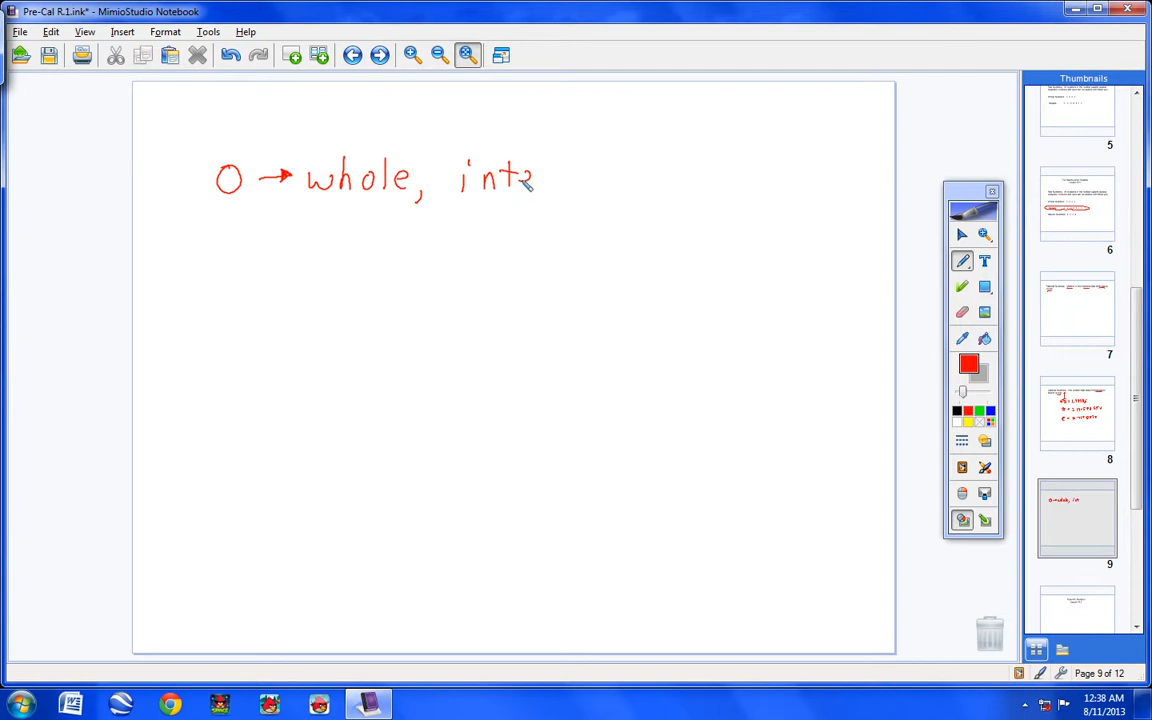 Pre-Cal R.1.ink* - MimioStudio Notebook
File Edit View Insert Format Tools Help
Thumbnails
0 → whole, inte
5
6
7
8
9
Page 9 of 12
12:38 AM
8/11/2013